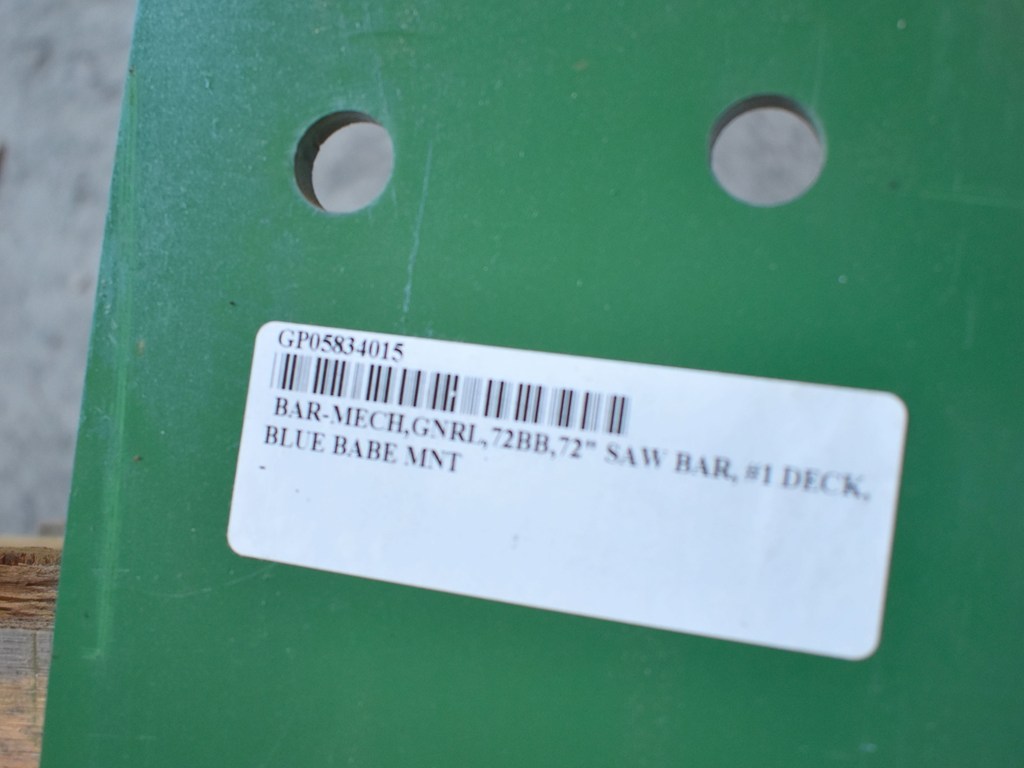 GP05834015
BAR-MECH,GNRL,72BB,72" SAW BAR, #1 DECK,
BLUE BABE MNT
-